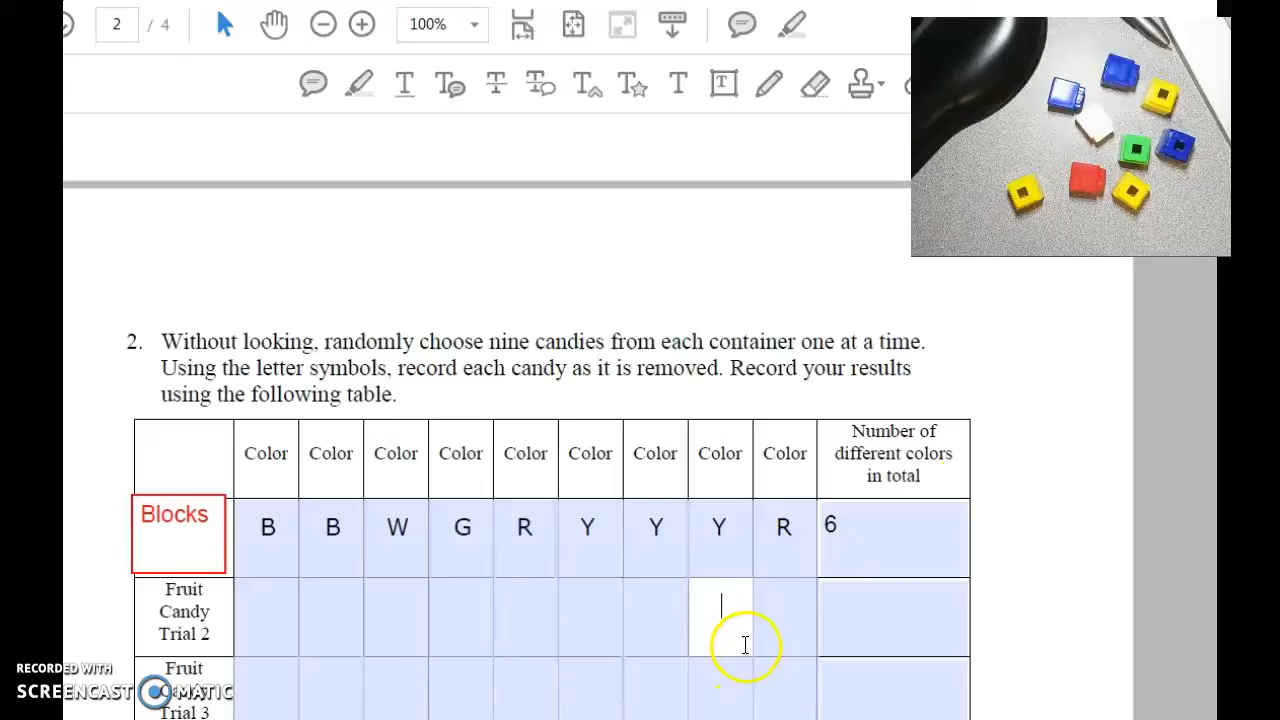 2
/ 4
100%
2. Without looking, randomly choose nine candies from each container one at a time.
Using the letter symbols, record each candy as it is removed. Record your results
using the following table.
Color Color Color Color Color Color Color Color Color
Number of
different colors
in total
Blocks B B W G R Y Y Y R 6
Fruit
Candy
Trial 2
Fruit
Candy
Trial 3
RECORDED WITH
SCREENCAST MATIC